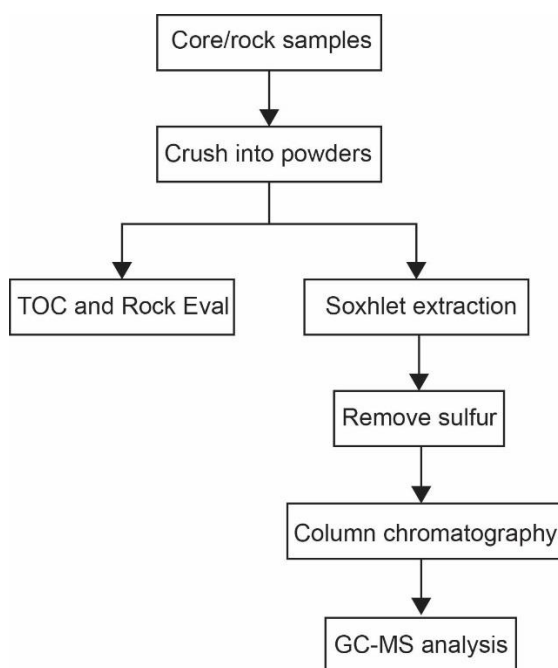 Core/rock samples
Crush into powders
TOC and Rock Eval
Soxhlet extraction
Remove sulfur
Column chromatography
GC-MS analysis